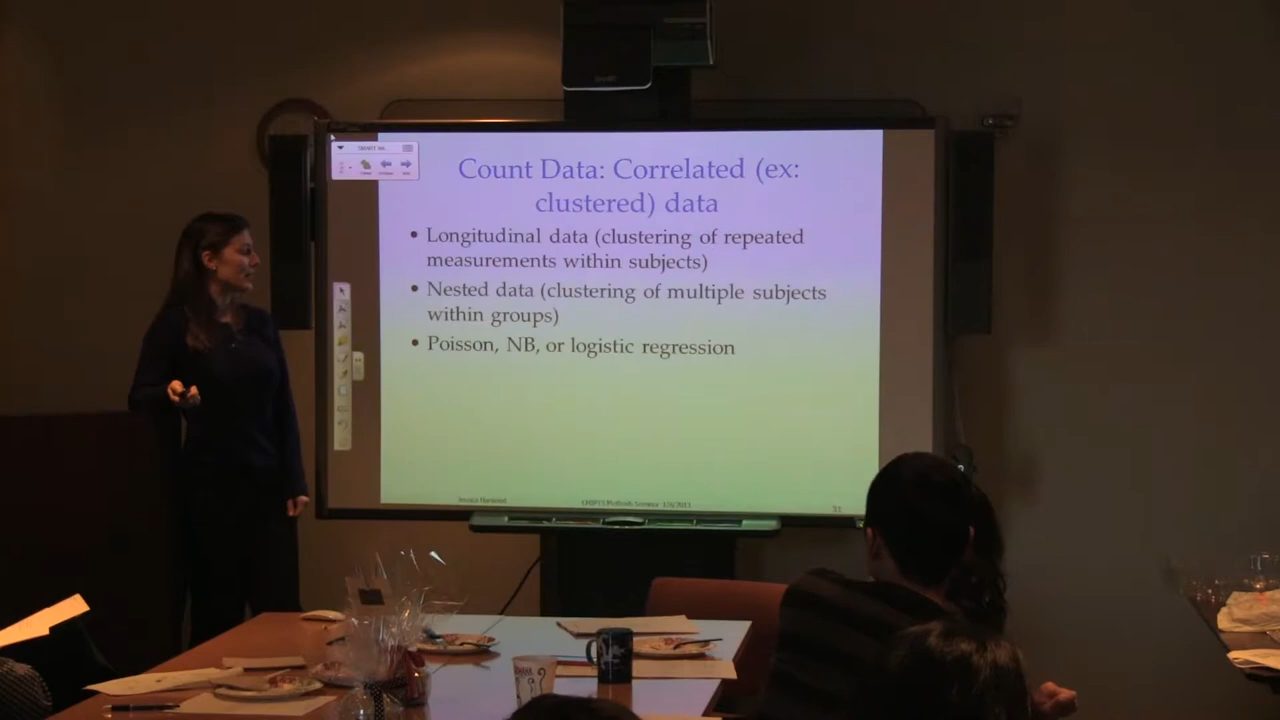 Count Data: Correlated (ex:
clustered) data
• Longitudinal data (clustering of repeated
measurements within subjects)
• Nested data (clustering of multiple subjects
within groups)
• Poisson, NB, or logistic regression
31